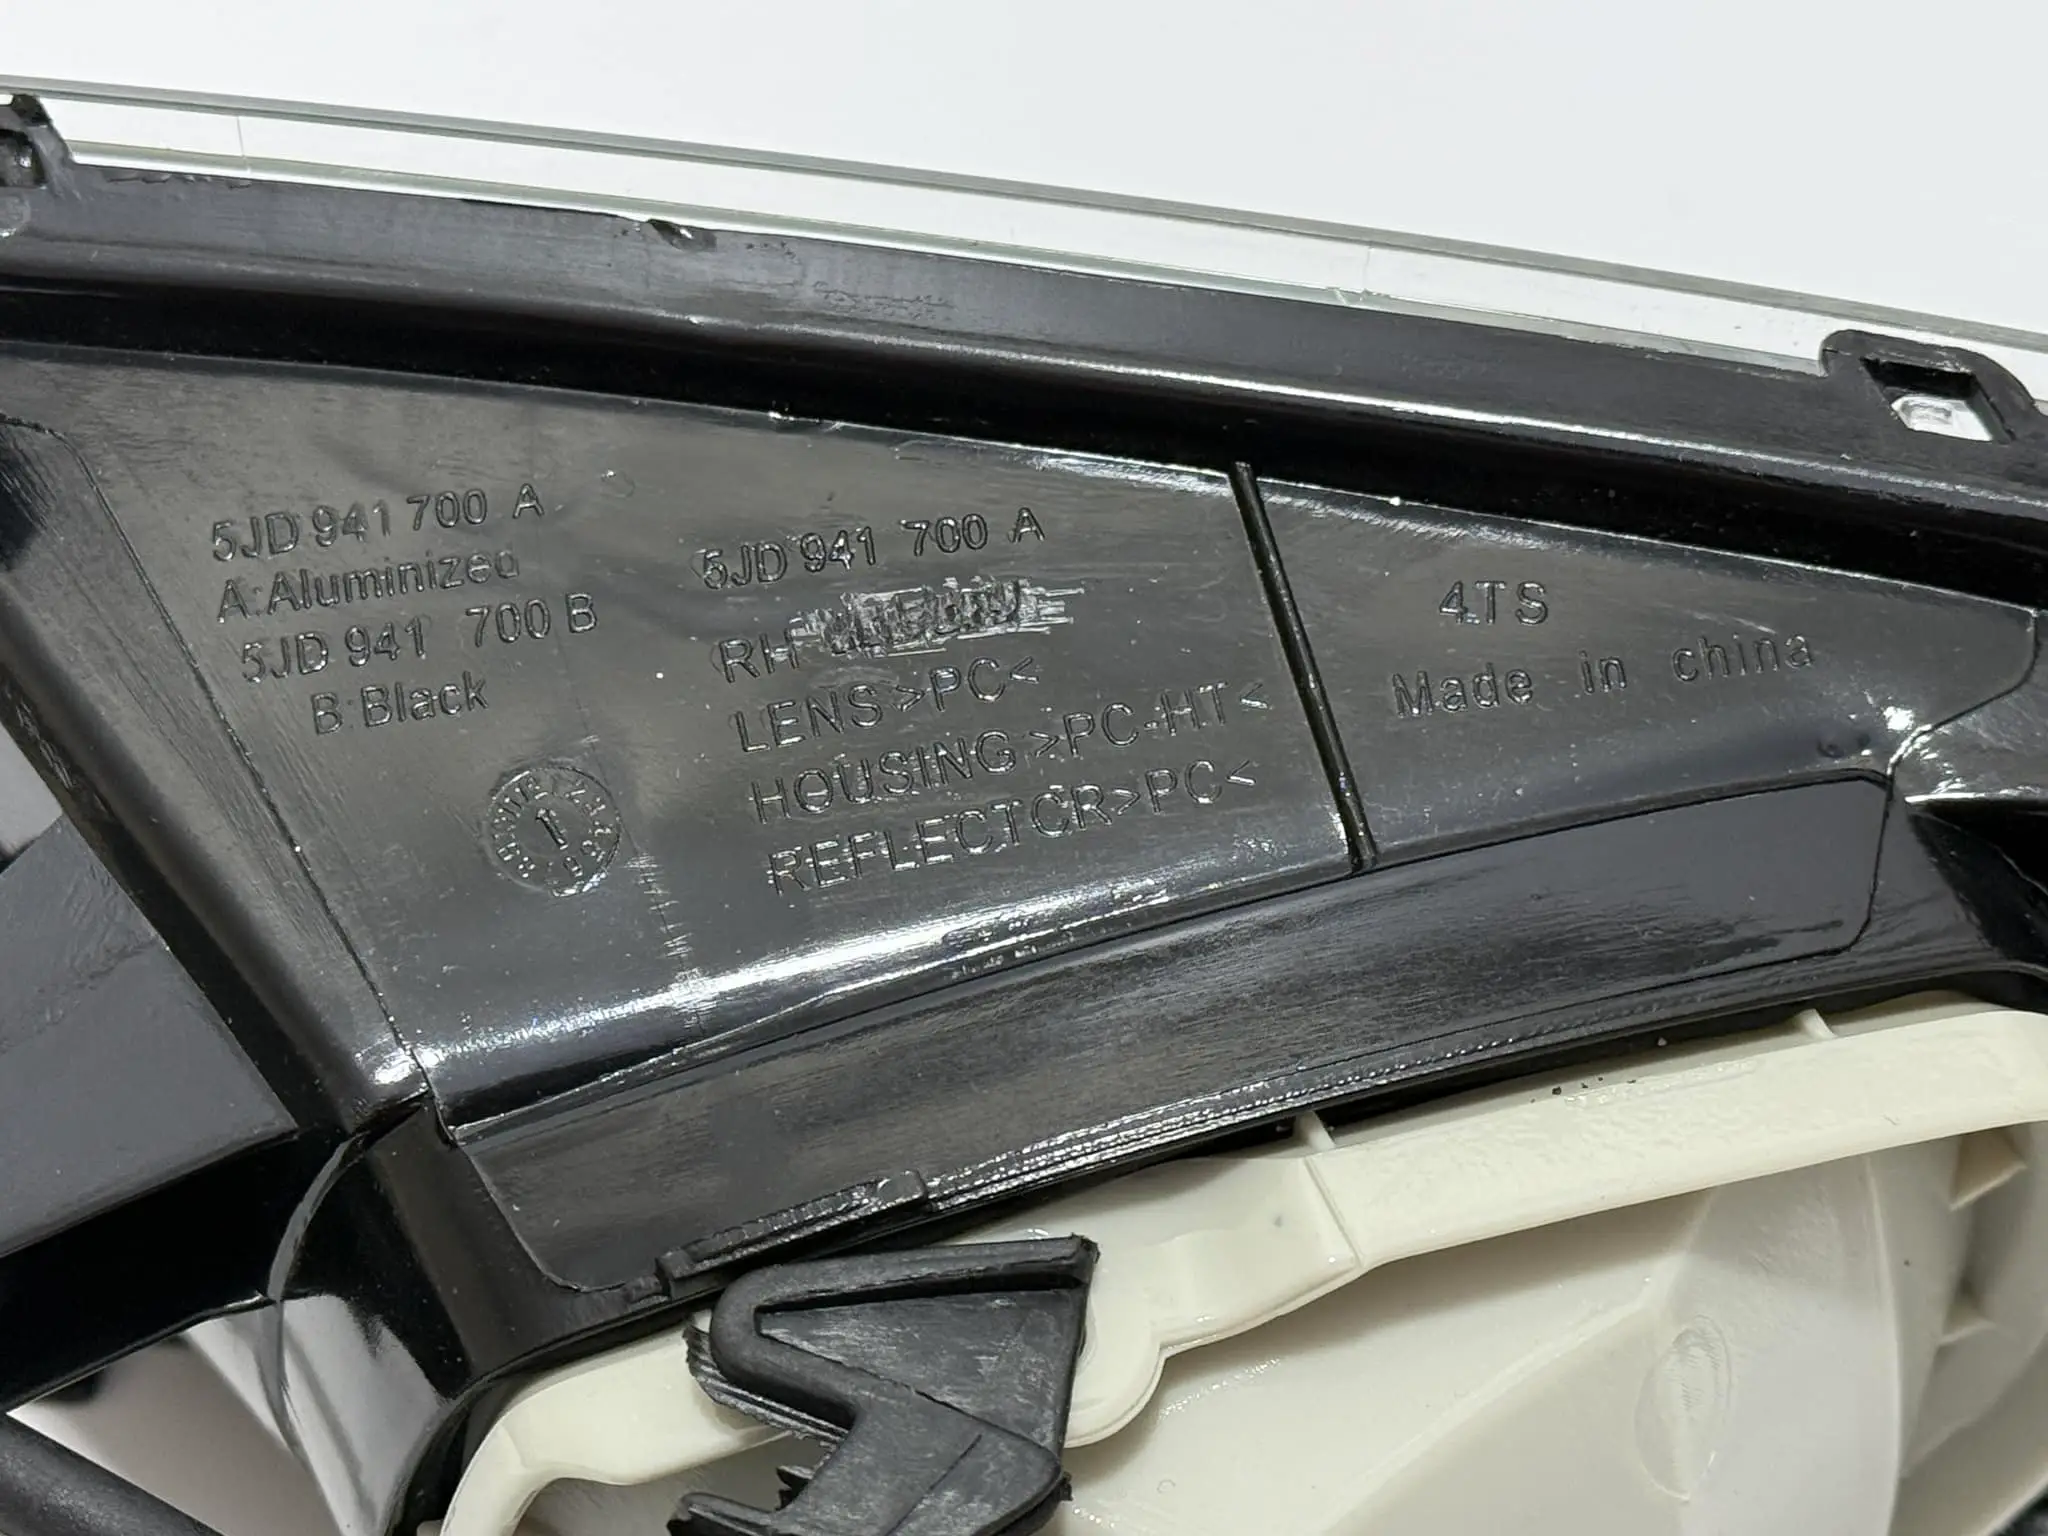 5JD 941 700 A
A:Aluminized
5JD 941 700 B
B:Black
5JD 941 700 A
RH
LENS>PC<
HOUSING>PC-HT<
REFLECTOR>PC<
4TS
Made in china